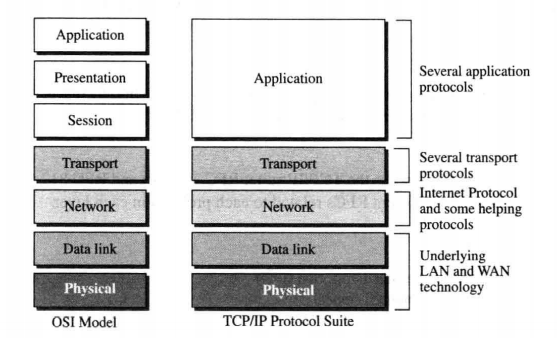 Application
Presentation
Session
Transport
Network
Data link
Physical
OSI Model
Application
Transport
Network
Data link
Physical
TCP/IP Protocol Suite
Several application
protocols
Several transport
protocols
Internet Protocol
and some helping
protocols
Underlying
LAN and WAN
technology